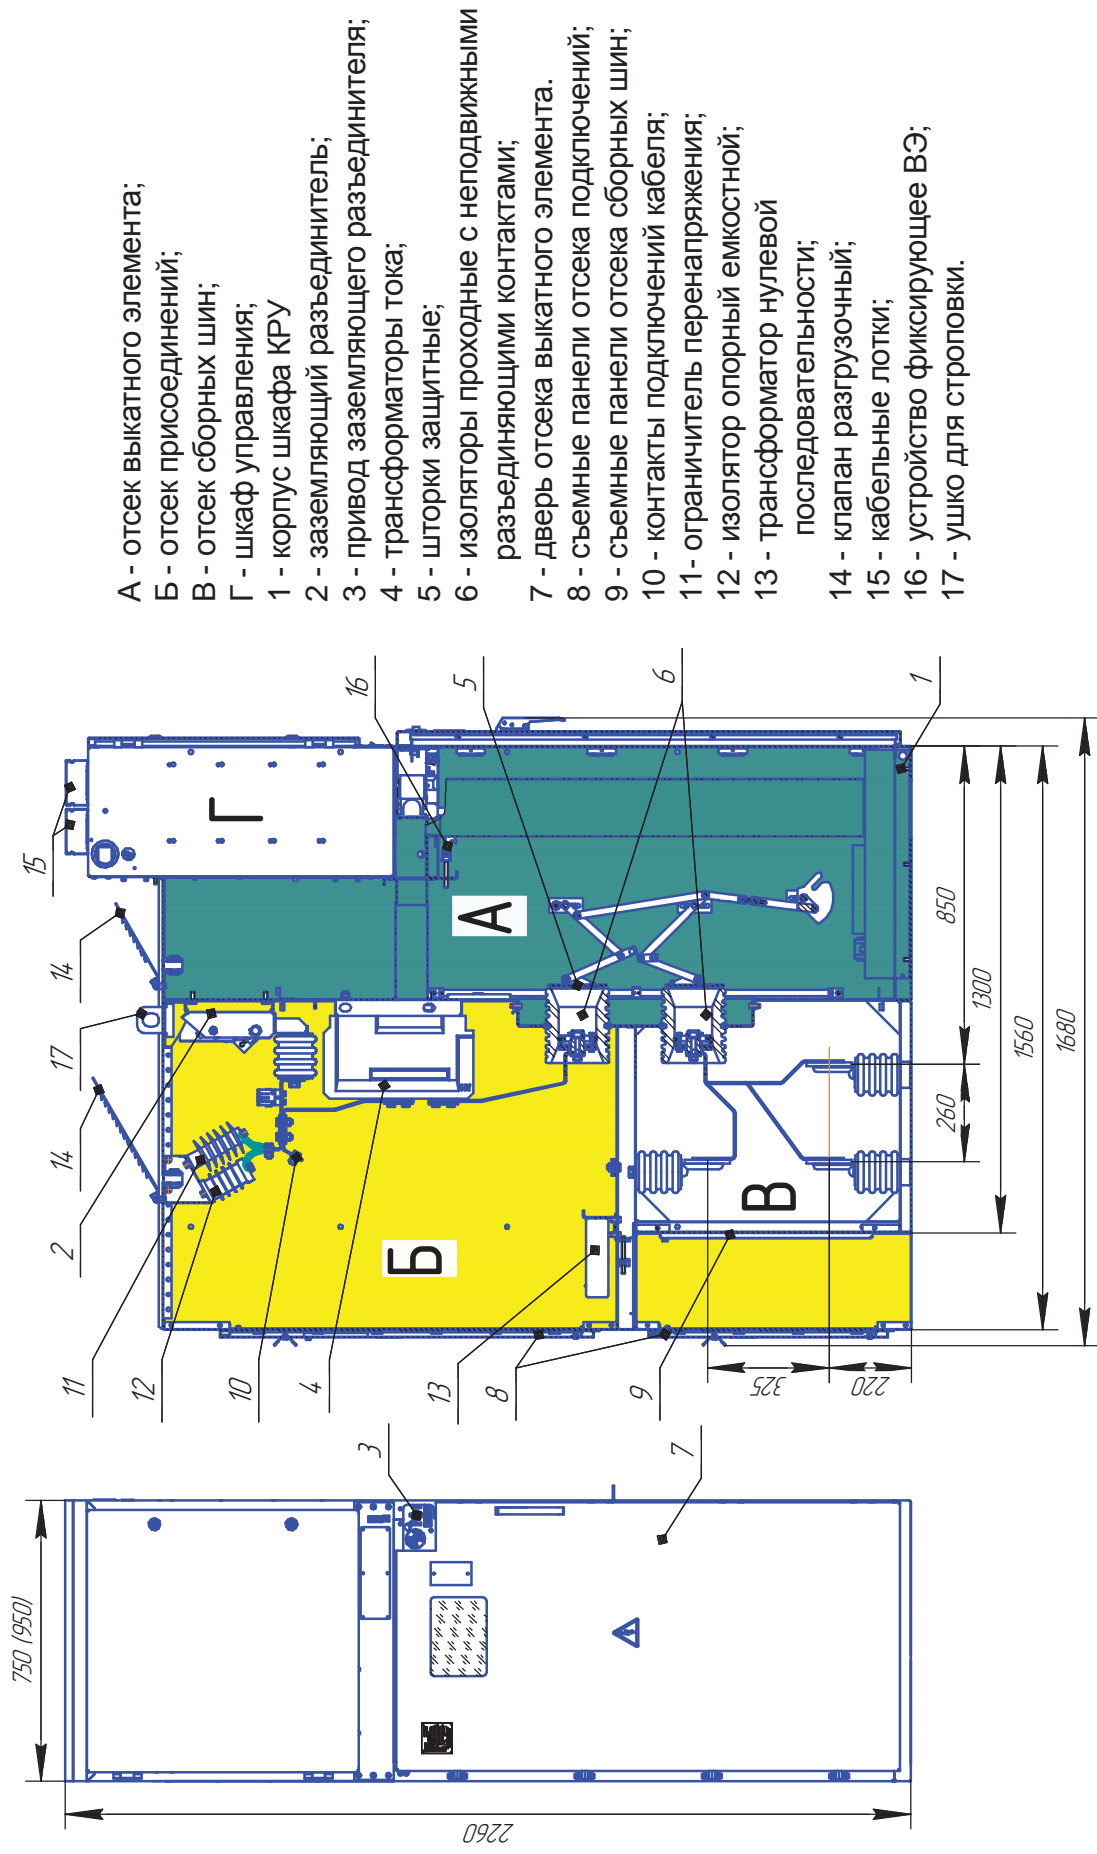 А - отсек выкатного элемента;
Б - отсек присоединений;
В - отсек сборных шин;
Г - шкаф управления;
1 - корпус шкафа КРУ
2 - заземляющий разъединитель;
3 - привод заземляющего разъединителя;
4 - трансформаторы тока;
5 - шторки защитные;
6 - изоляторы проходные с неподвижными
разъединяющими контактами;
7 - дверь отсека выкатного элемента.
8 - съемные панели отсека подключений;
9 - съемные панели отсека сборных шин;
10 - контакты подключений кабеля;
11- ограничитель перенапряжения;
12 - изолятор опорный емкостной;
13 - трансформатор нулевой
последовательности;
14 - клапан разгрузочный;
15 - кабельные лотки;
16 - устройство фиксирующее ВЭ;
17 - ушко для строповки.
750 (950)
2260
3
7
11
12
10
4
13
8
9
2
14
17
14
15
16
5
6
1
Б
А
Г
В
325
220
260
850
1300
1560
1680